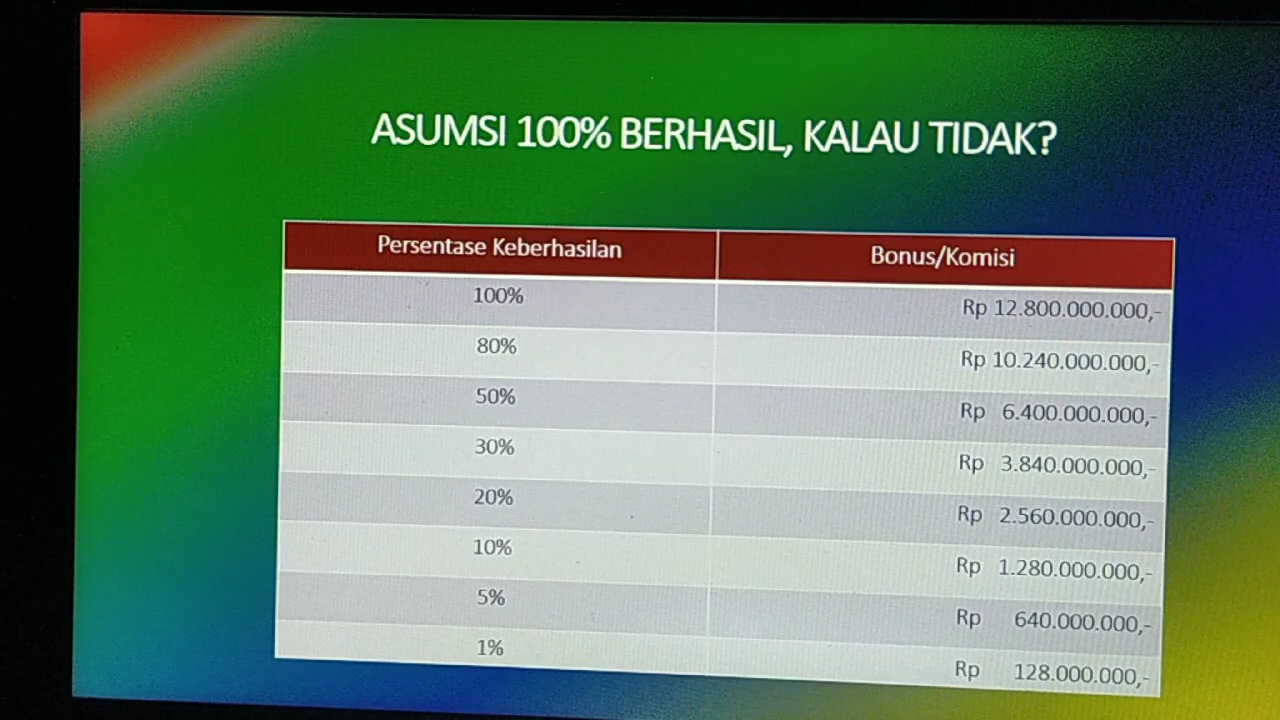 ASUMSI 100% BERHASIL, KALAU TIDAK?
Persentase Keberhasilan Bonus/Komisi
100% Rp 12.800.000.000,-
80% Rp 10.240.000.000,-
50% Rp 6.400.000.000,-
30% Rp 3.840.000.000,-
20% Rp 2.560.000.000,-
10% Rp 1.280.000.000,-
5% Rp 640.000.000,-
1% Rp 128.000.000,-